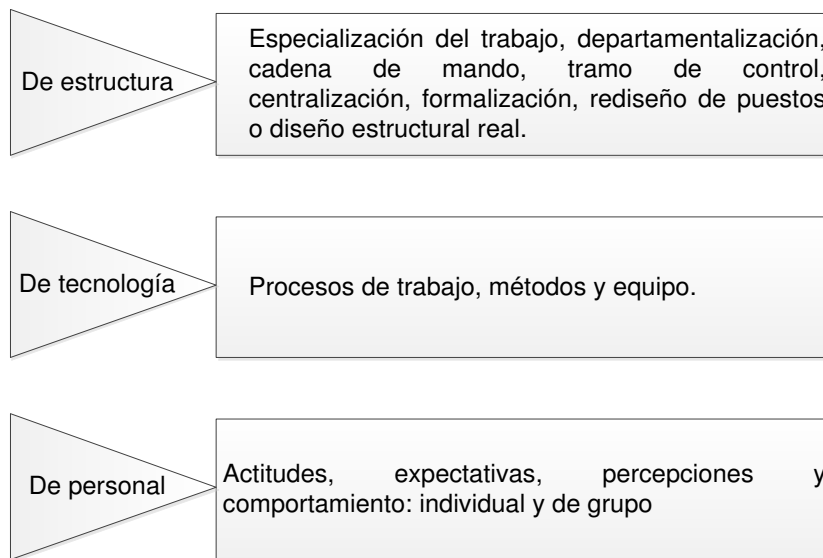 De estructura
Especialización del trabajo, departamentalización,
cadena de mando, tramo de control,
centralización, formalización, rediseño de puestos
o diseño estructural real.
De tecnología
Procesos de trabajo, métodos y equipo.
De personal
Actitudes, expectativas, percepciones y
comportamiento: individual y de grupo